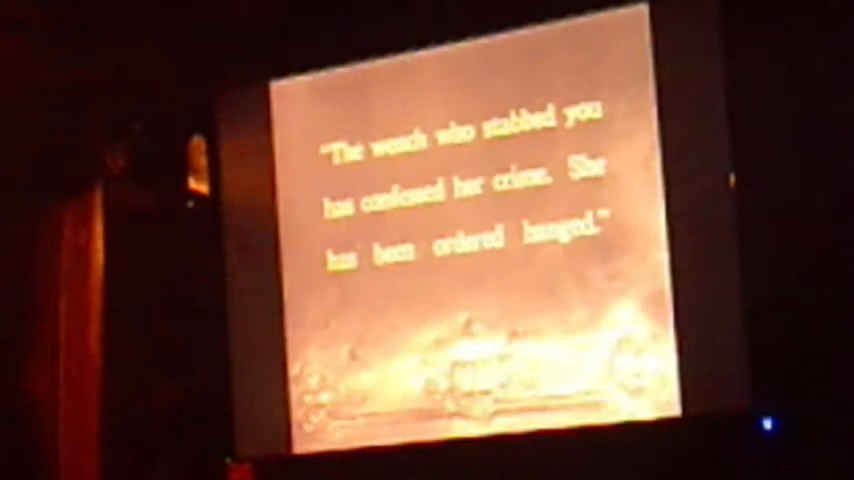 "The wench who stabbed you
has confessed her crime. She
has been ordered hanged."